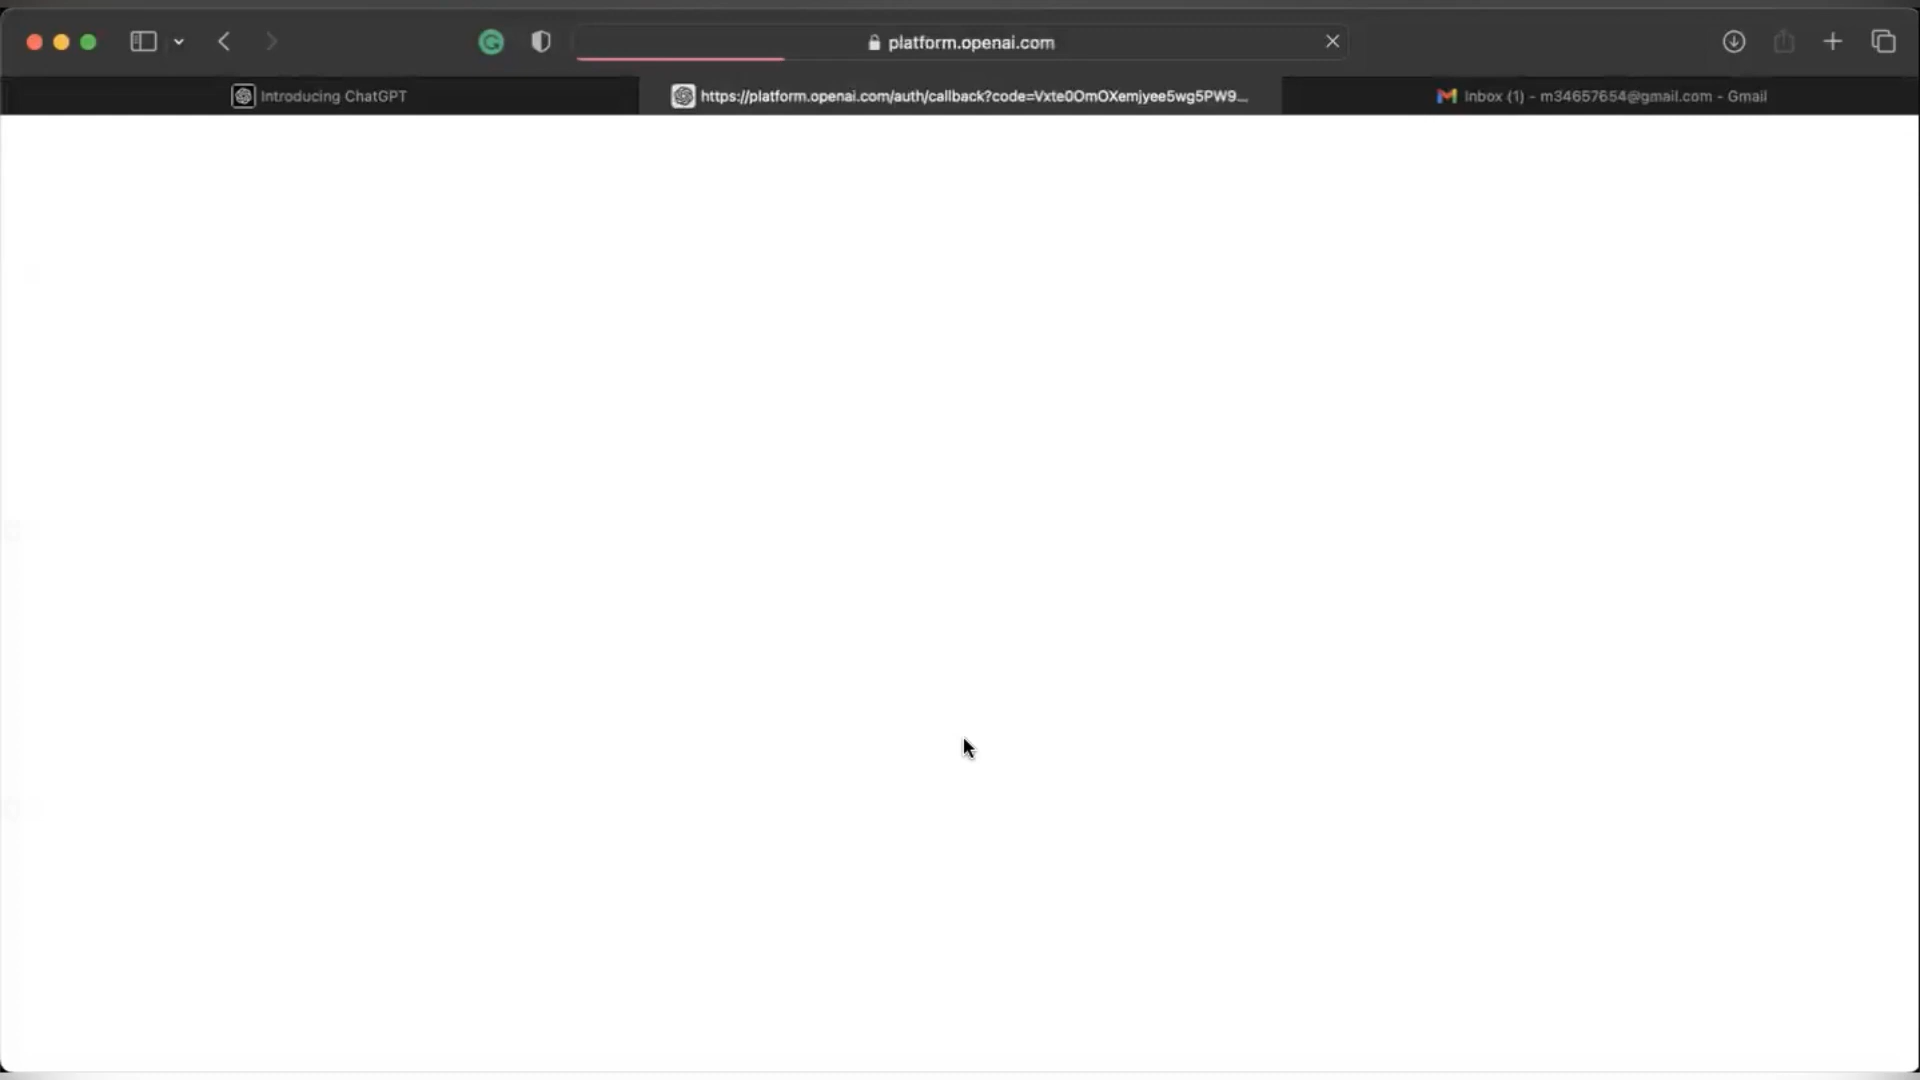 platform.openai.com
Introducing ChatGPT
https://platform.openai.com/auth/callback?code=Vxte0OmOXemjyee5wg5PW9...
Inbox (1) - m34657654@gmail.com - Gmail